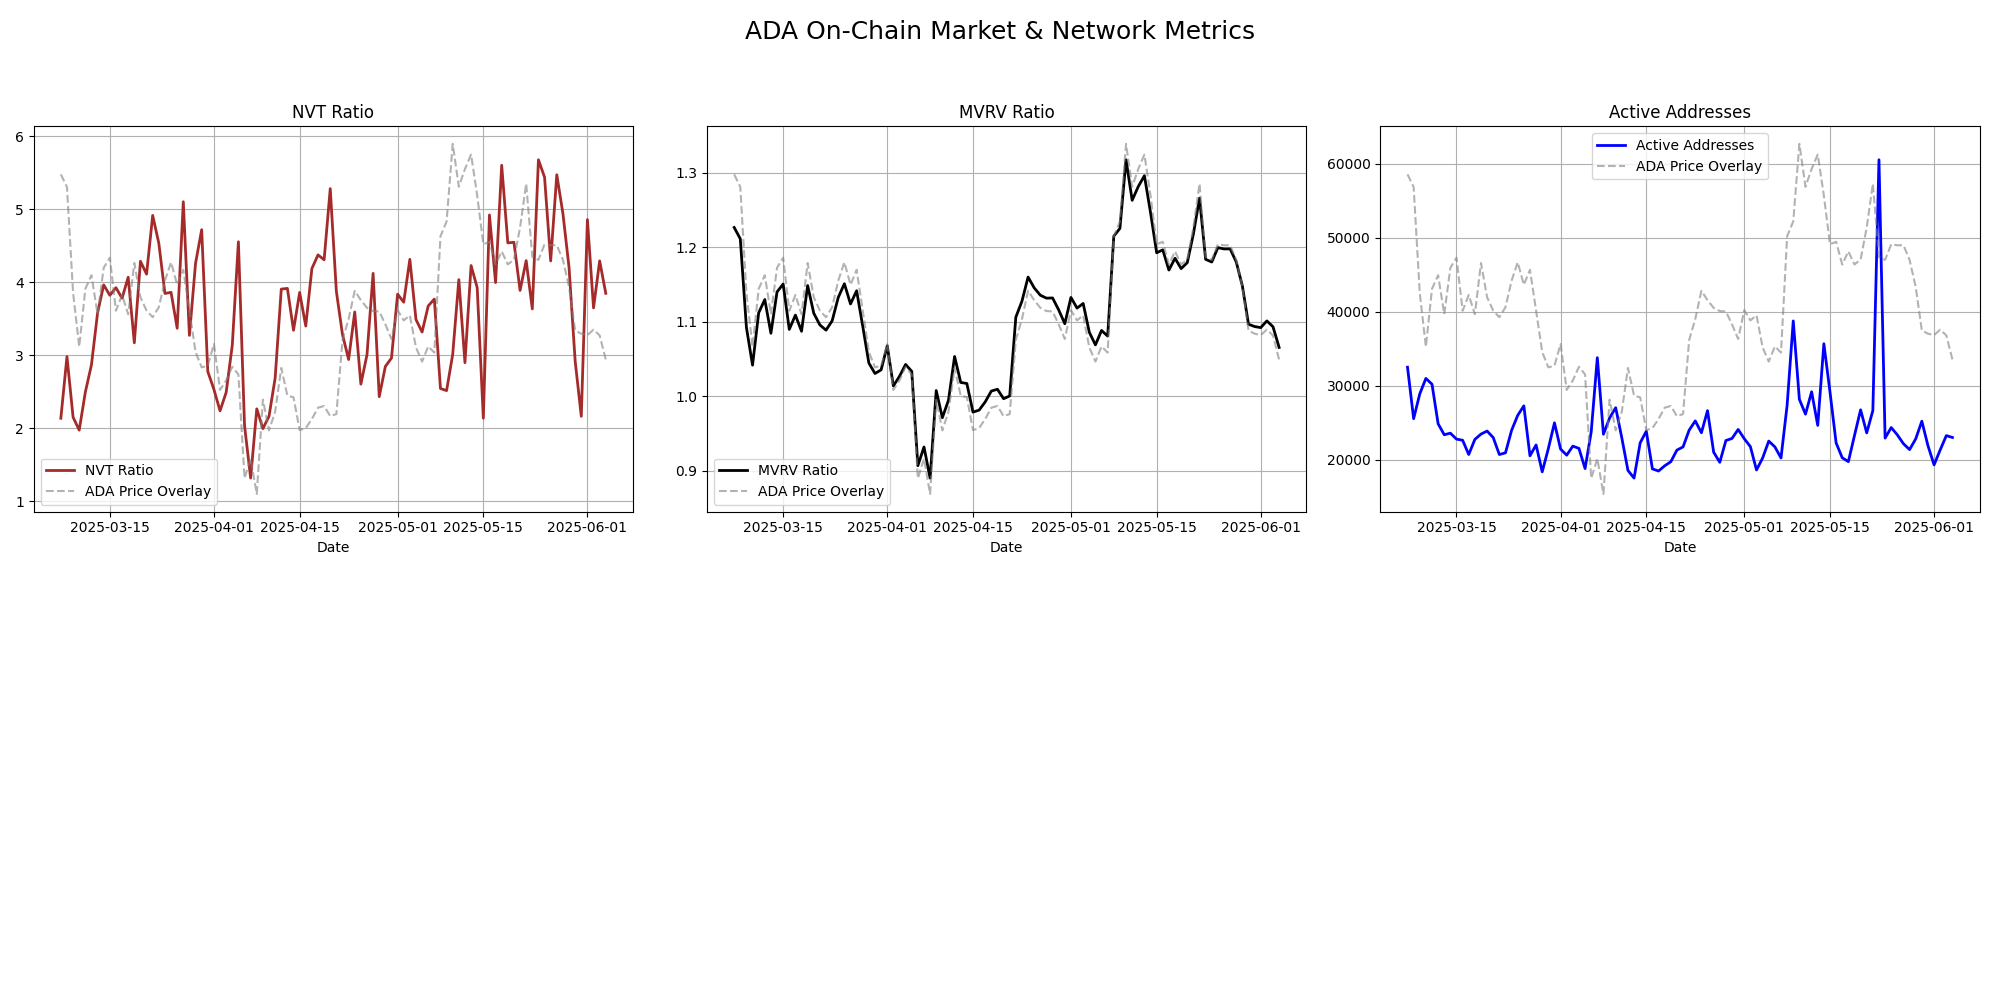 ADA On-Chain Market & Network Metrics
NVT Ratio
6
5
4
3
2
1
NVT Ratio
ADA Price Overlay
2025-03-15 2025-04-01 2025-04-15 2025-05-01 2025-05-15 2025-06-01
Date
MVRV Ratio
1.3
1.2
1.1
1.0
0.9
MVRV Ratio
ADA Price Overlay
2025-03-15 2025-04-01 2025-04-15 2025-05-01 2025-05-15 2025-06-01
Date
Active Addresses
Active Addresses
ADA Price Overlay
60000
50000
40000
30000
20000
2025-03-15 2025-04-01 2025-04-15 2025-05-01 2025-05-15 2025-06-01
Date